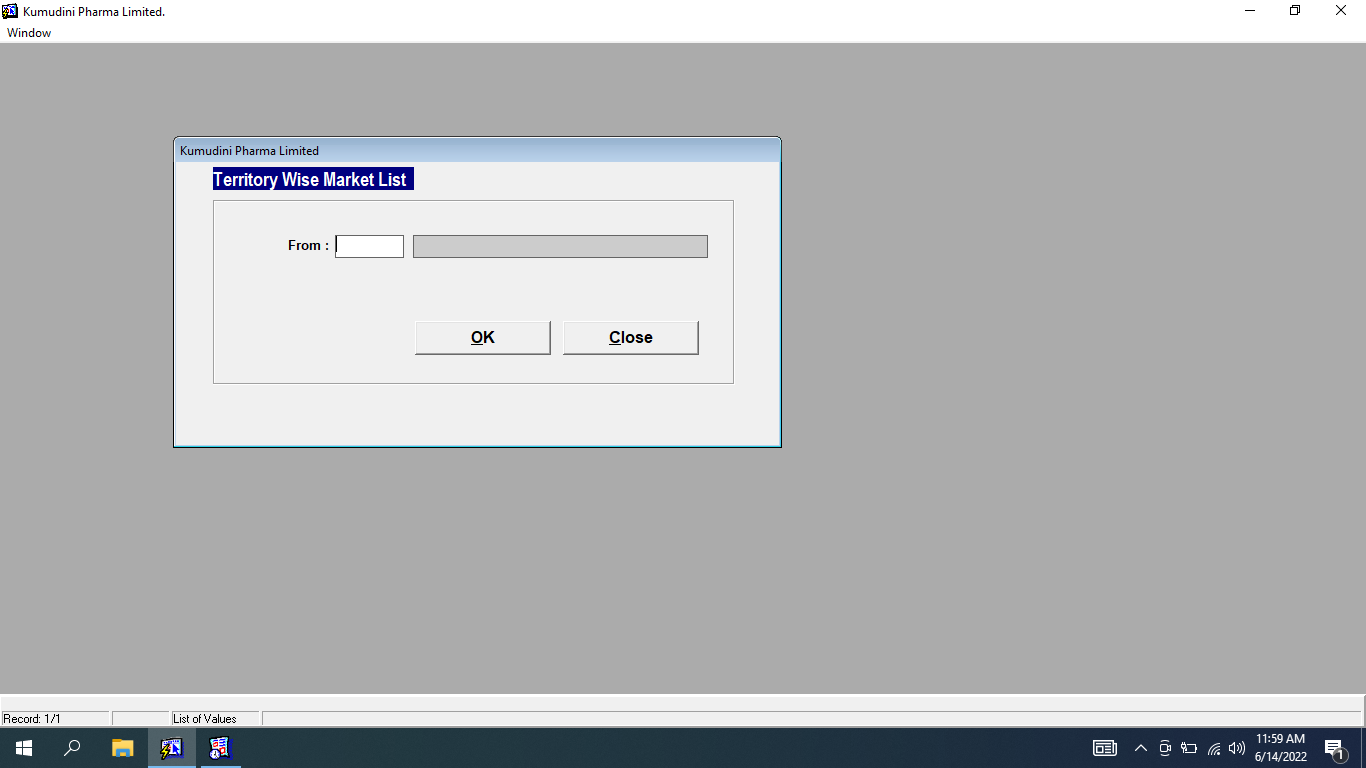 Kumudini Pharma Limited.
Window
Kumudini Pharma Limited
Territory Wise Market List
From :
OK Close
Record: 1/1 List of Values
11:59 AM
6/14/2022
1